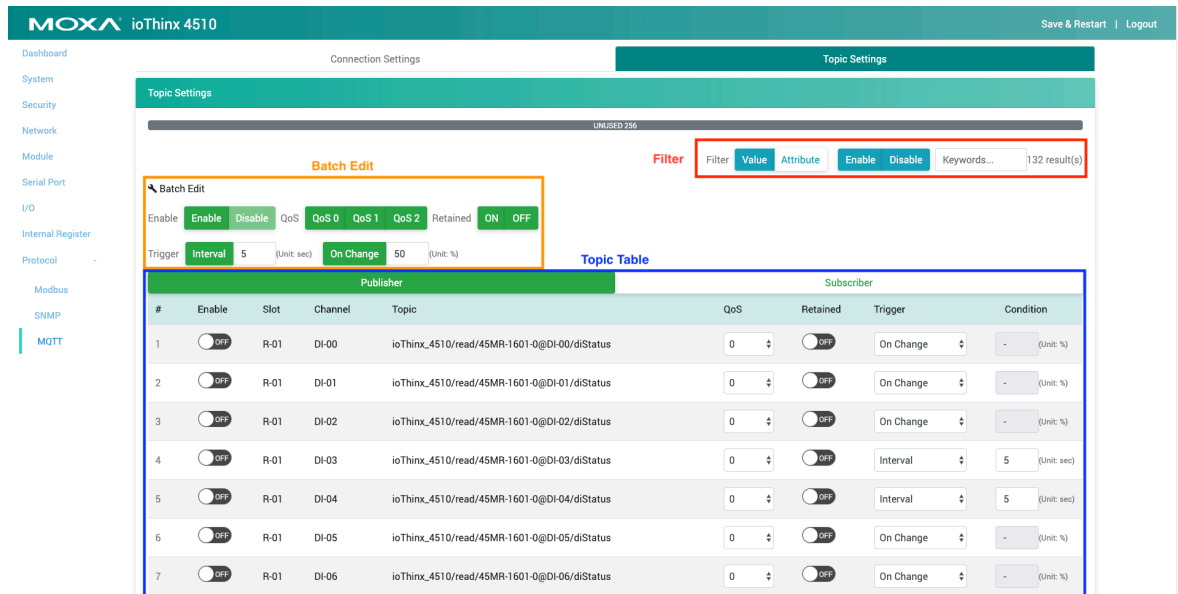 MOXA ioThinx 4510 Save & Restart | Logout
Dashboard
System
Security
Network
Module
Serial Port
I/O
Internal Register
Protocol -
Modbus
SNMP
MQTT
Connection Settings Topic Settings
Topic Settings
UNUSED 256
Filter Filter Value Attribute Enable Disable Keywords... 132 result(s)
Batch Edit
Batch Edit
Enable Enable Disable QoS QoS 0 QoS 1 QoS 2 Retained ON OFF
Trigger Interval 5 (Unit: sec) On Change 50 (Unit: %)
Topic Table
Publisher Subscriber
# Enable Slot Channel Topic QoS Retained Trigger Condition
1 OFF R-01 DI-00 ioThinx_4510/read/45MR-1601-0@DI-00/diStatus 0 OFF On Change - (Unit: %)
2 OFF R-01 DI-01 ioThinx_4510/read/45MR-1601-0@DI-01/diStatus 0 OFF On Change - (Unit: %)
3 OFF R-01 DI-02 ioThinx_4510/read/45MR-1601-0@DI-02/diStatus 0 OFF On Change - (Unit: %)
4 OFF R-01 DI-03 ioThinx_4510/read/45MR-1601-0@DI-03/diStatus 0 OFF Interval 5 (Unit: sec)
5 OFF R-01 DI-04 ioThinx_4510/read/45MR-1601-0@DI-04/diStatus 0 OFF Interval 5 (Unit: sec)
6 OFF R-01 DI-05 ioThinx_4510/read/45MR-1601-0@DI-05/diStatus 0 OFF On Change - (Unit: %)
7 OFF R-01 DI-06 ioThinx_4510/read/45MR-1601-0@DI-06/diStatus 0 OFF On Change - (Unit: %)